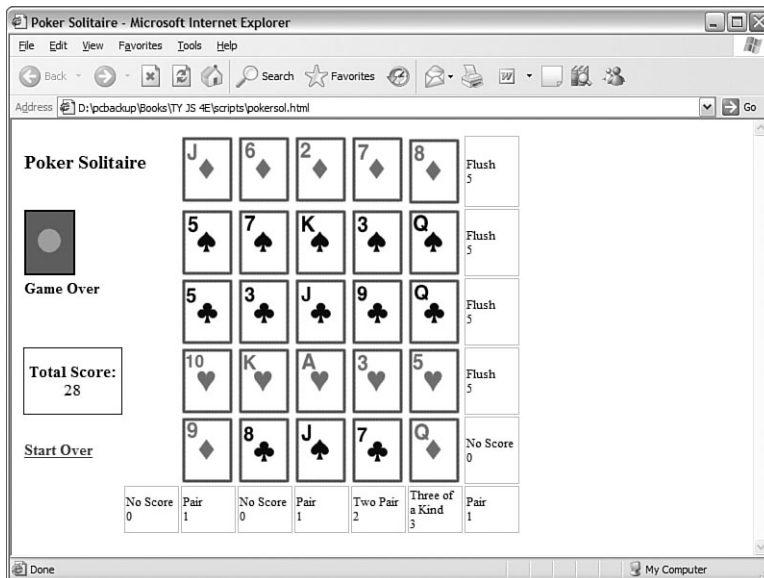 Poker Solitaire - Microsoft Internet Explorer
File Edit View Favorites Tools Help
Back Search Favorites
Address D:\pcbackup\Books\TY JS 4E\scripts\pokersol.html Go
Poker Solitaire
J 6 2 7 8
Flush
5
5 7 K 3 Q
Flush
5
Game Over
5 3 J 9 Q
Flush
5
Total Score:
28
10 K A 3 5
Flush
5
Start Over
9 8 J 7 Q
No Score
0
No Score
0
Pair
1
No Score
0
Pair
1
Two Pair
2
Three of
a Kind
3
Pair
1
Done My Computer